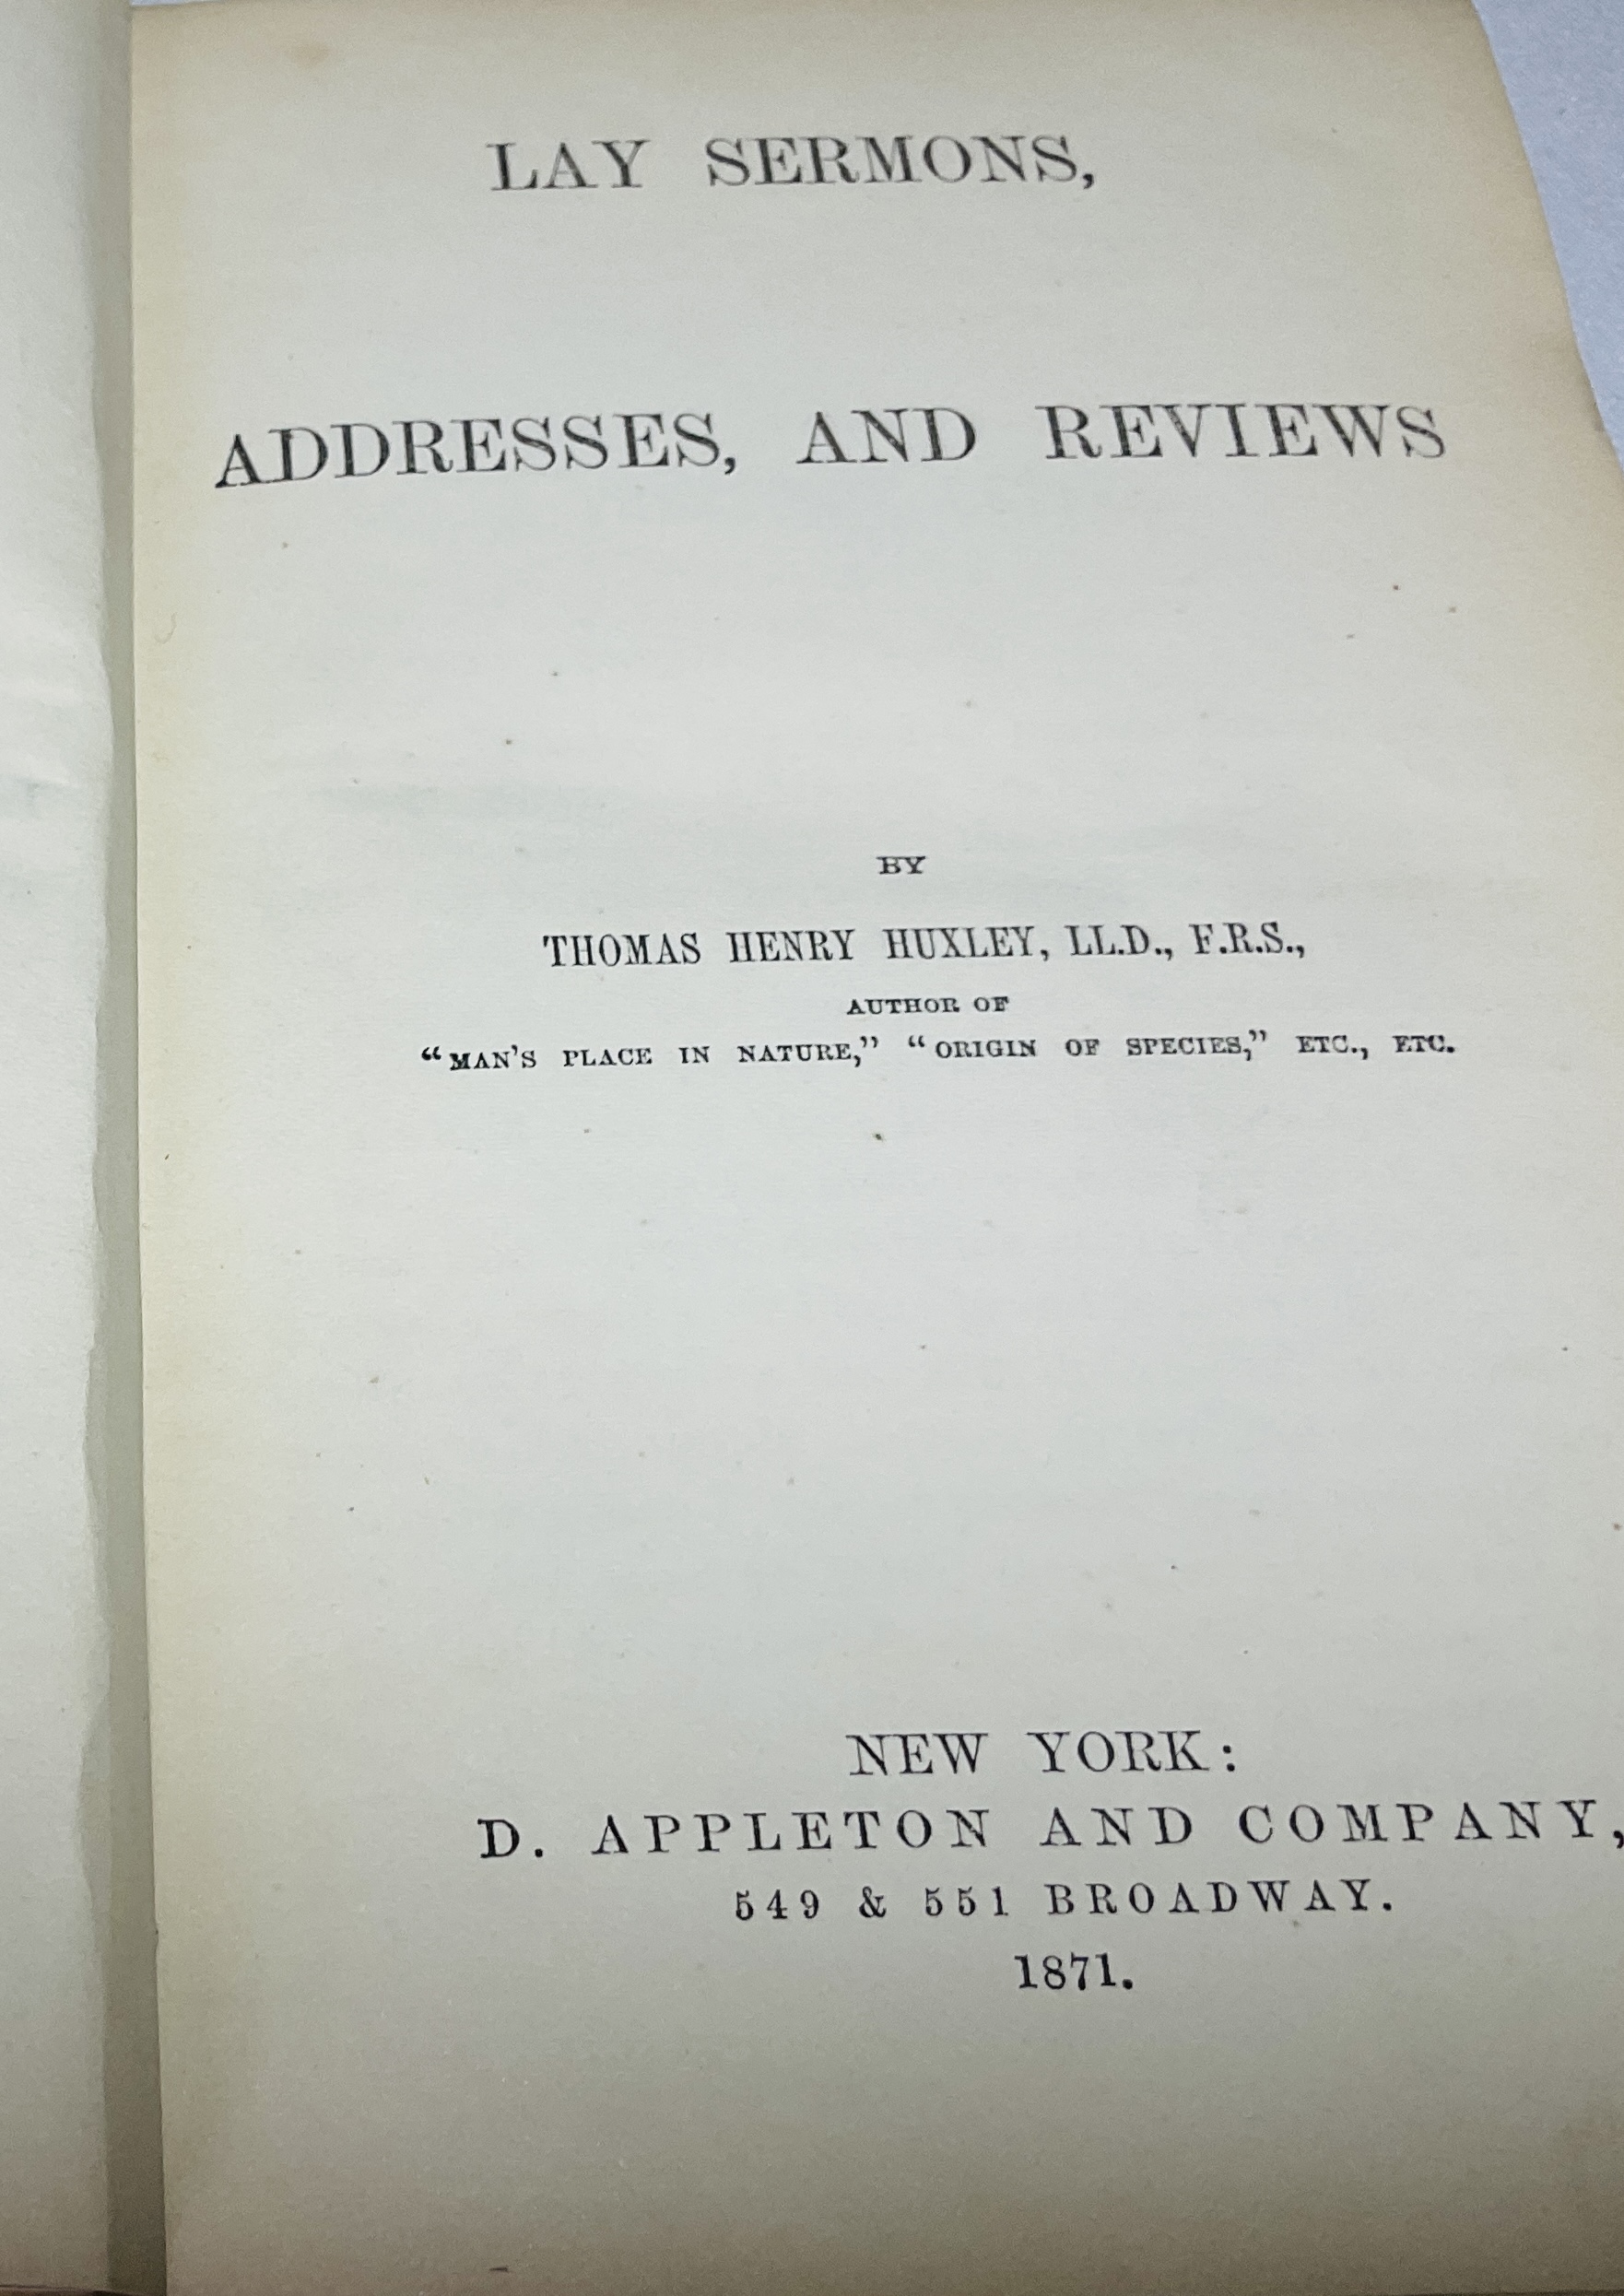 LAY SERMONS,
ADDRESSES, AND REVIEWS
BY
THOMAS HENRY HUXLEY, LL.D., F.R.S.,
AUTHOR OF
“MAN'S PLACE IN NATURE,” “ORIGIN OF SPECIES,” ETC., ETC.
NEW YORK:
D. APPLETON AND COMPANY,
549 & 551 BROADWAY.
1871.